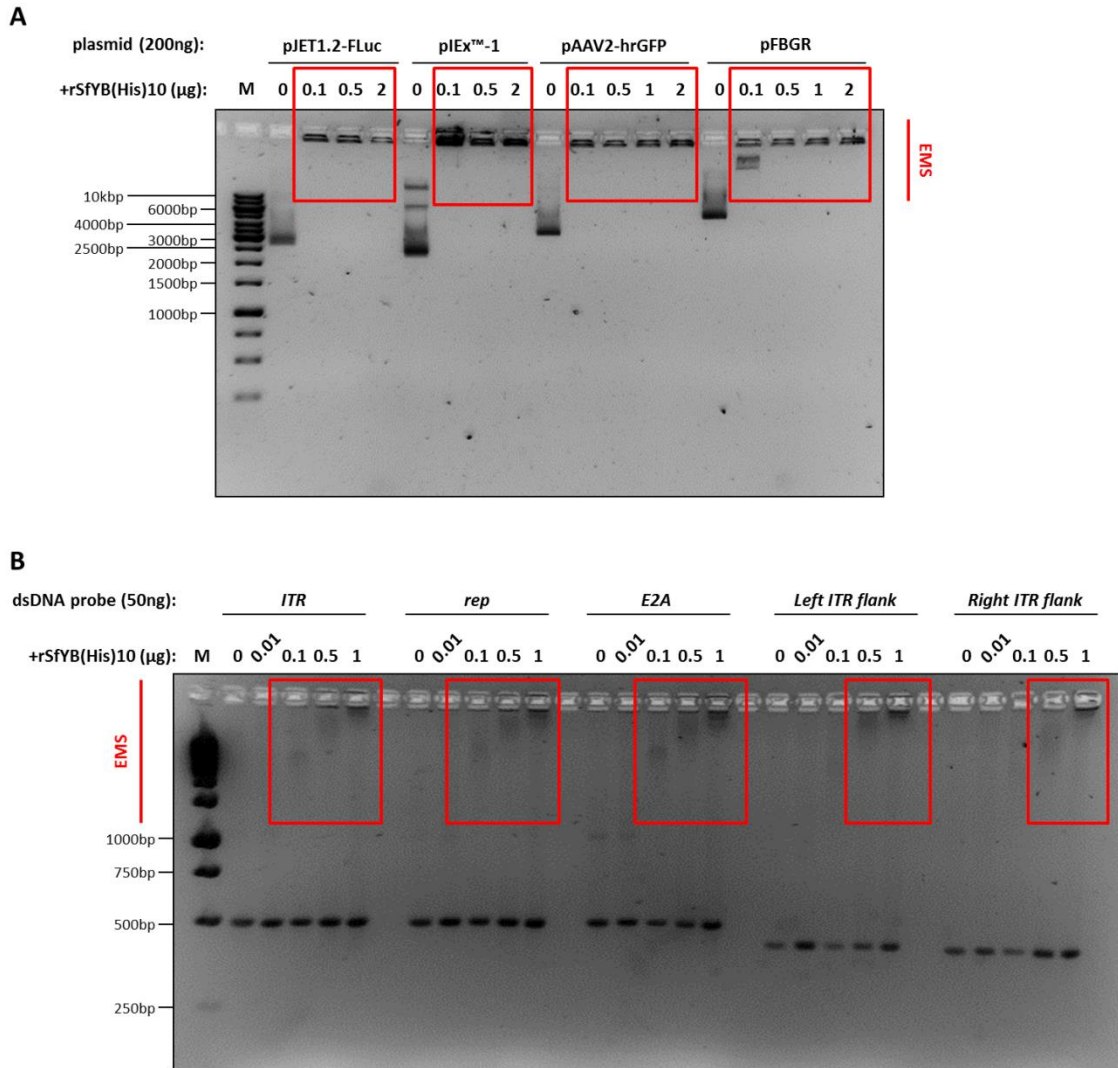 A
plasmid (200ng): pJET1.2-FLuc pIEx™-1 pAAV2-hrGFP pFBGR
+rSfYB(His)10 (µg): M 0 0.1 0.5 2 0 0.1 0.5 2 0 0.1 0.5 1 2 0 0.1 0.5 1 2
EMS
10kbp
6000bp
4000bp
3000bp
2500bp
2000bp
1500bp
1000bp
B
dsDNA probe (50ng): ITR rep E2A Left ITR flank Right ITR flank
+rSfYB(His)10 (µg): M 0 0.01 0.1 0.5 1 0 0.01 0.1 0.5 1 0 0.01 0.1 0.5 1 0 0.01 0.1 0.5 1 0 0.01 0.1 0.5 1
EMS
1000bp
750bp
500bp
250bp